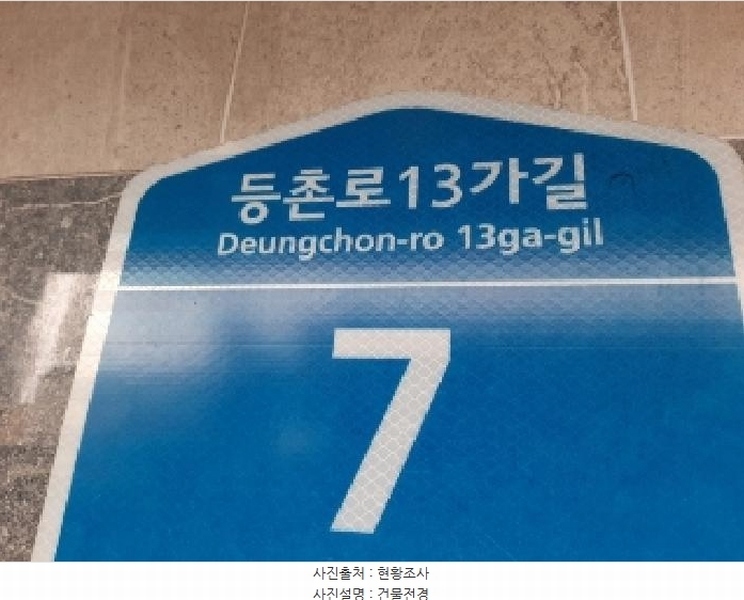 등촌로13가길
Deungchon-ro 13ga-gil
7
사진출처 : 현황조사
사진설명 : 건물전경